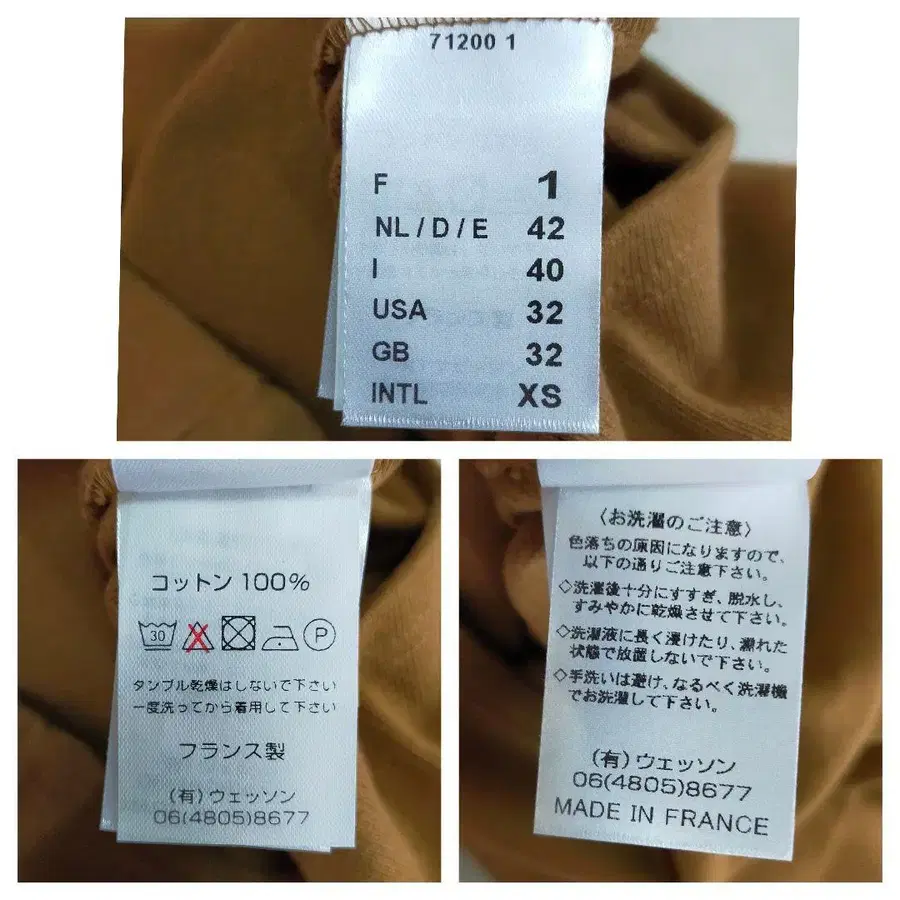 71200 1
F 1
NL / D / E 42
I 40
USA 32
GB 32
INTL XS
コットン 100%
30 P
タンブル乾燥はしないで下さい
一度洗ってから着用して下さい
フランス製
(有)ウェッソン
06(4805)8677
〈お洗濯のご注意〉
色落ちの原因になりますので、
以下の通りご注意下さい。
◇洗濯後十分にすすぎ、脱水し、
すみやかに乾燥させて下さい。
◇洗濯液に長く浸けたり、濡れた
状態で放置しないで下さい。
◇手洗いは避け、なるべく洗濯機
でお洗濯して下さい。
(有)ウェッソン
06(4805)8677
MADE IN FRANCE